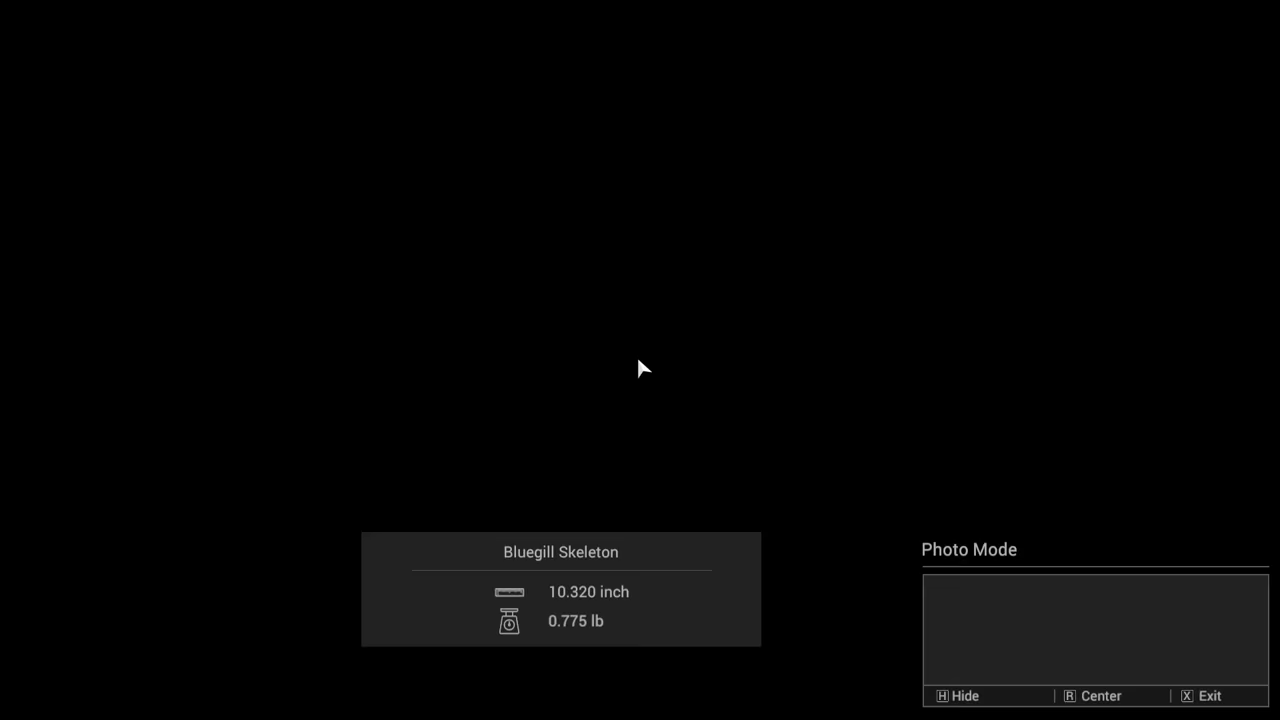 Bluegill Skeleton
10.320 inch
0.775 lb
Photo Mode
H Hide | R Center | X Exit